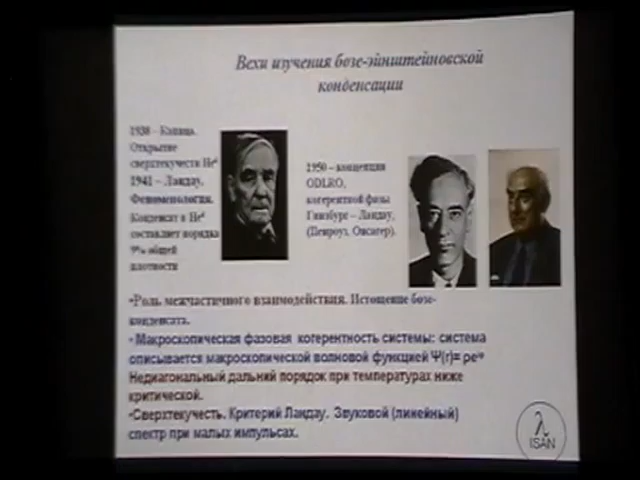 Вехи изучения бозе-эйнштейновской
конденсации
1938 – Капица.
Открытие
сверхтекучести He⁴
1941 – Ландау.
Феноменология.
Конденсат в He⁴
составляет порядка
9% общей
плотности
1950 – концепция
ODLRO,
когерентной фазы
Гинзбург – Ландау,
(Пенроуз, Онсагер).
•Роль межчастичного взаимодействия. Истощение бозе-
конденсата.
• Макроскопическая фазовая когерентность системы: система
описывается макроскопической волновой функцией Ψ(r)= ρe^iφ
Недиагональный дальний порядок при температурах ниже
критической.
•Сверхтекучесть. Критерий Ландау. Звуковой (линейный)
спектр при малых импульсах.
λ
ISAN